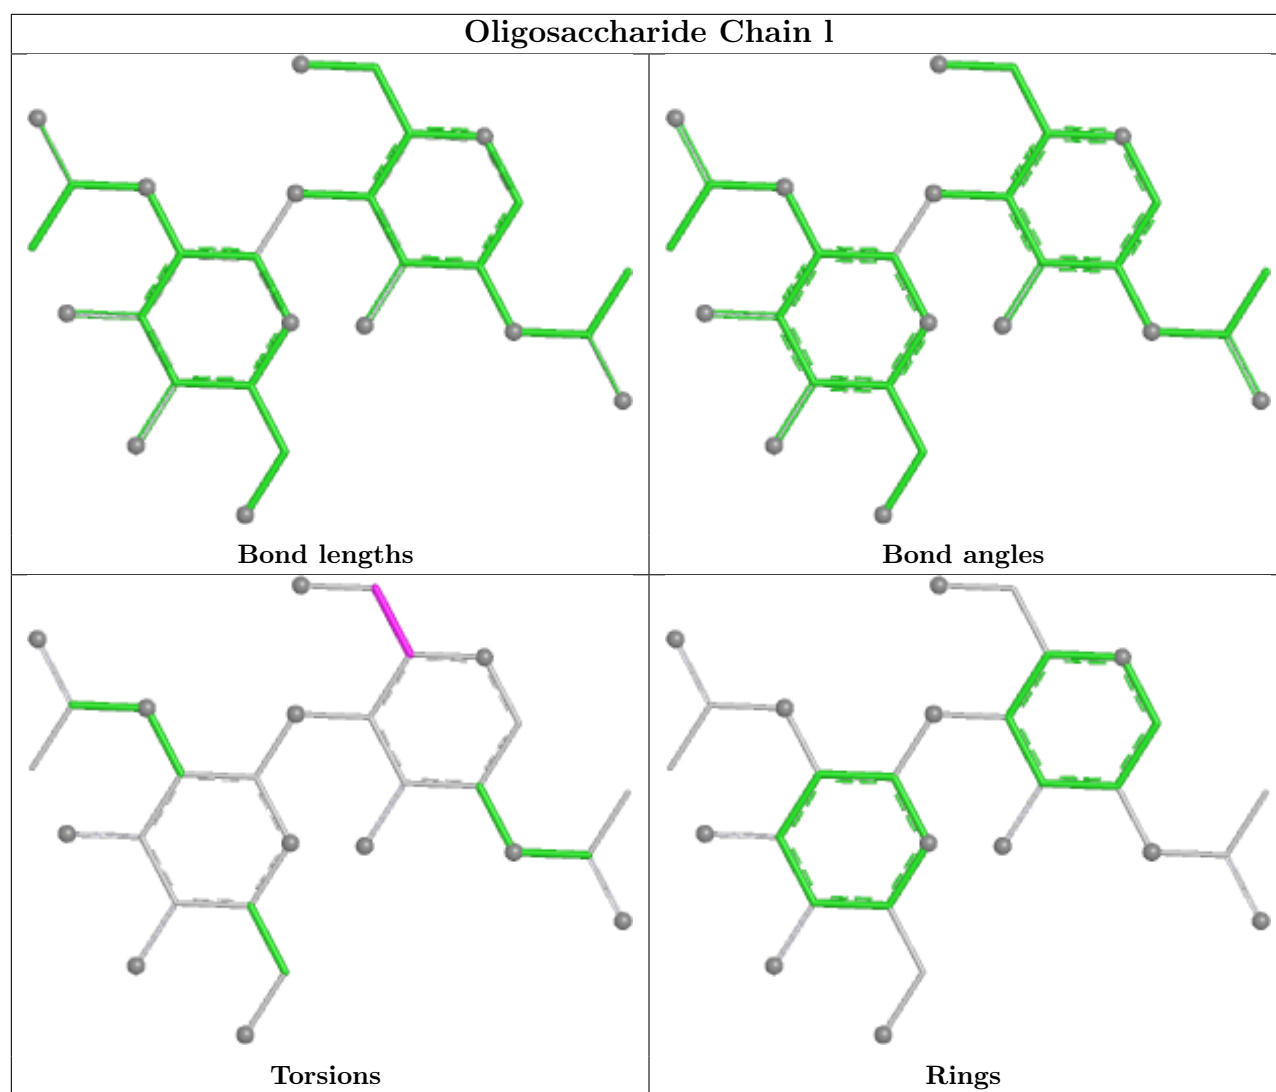 Oligosaccharide Chain l
Bond lengths
Bond angles
Torsions
Rings